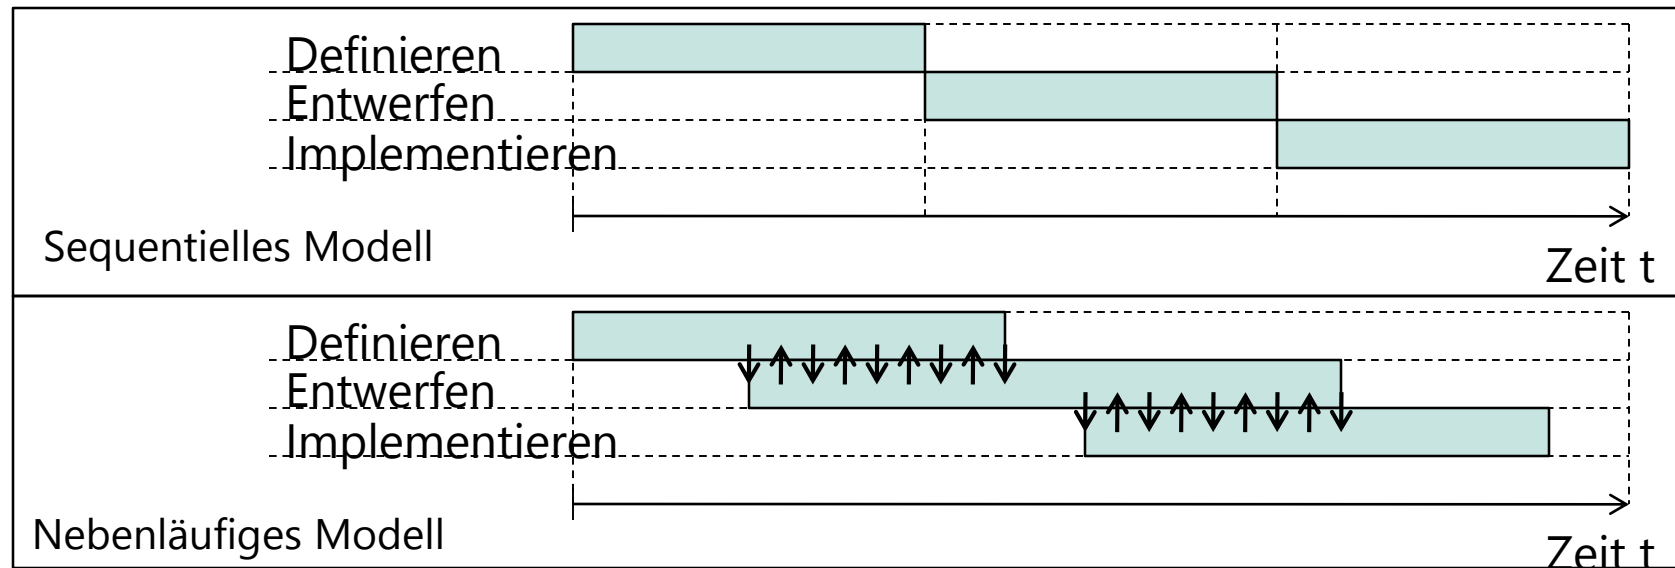 Definieren
Entwerfen
Implementieren
Sequentielles Modell
Zeit t
Definieren
Entwerfen
Implementieren
Nebenläufiges Modell
Zeit t